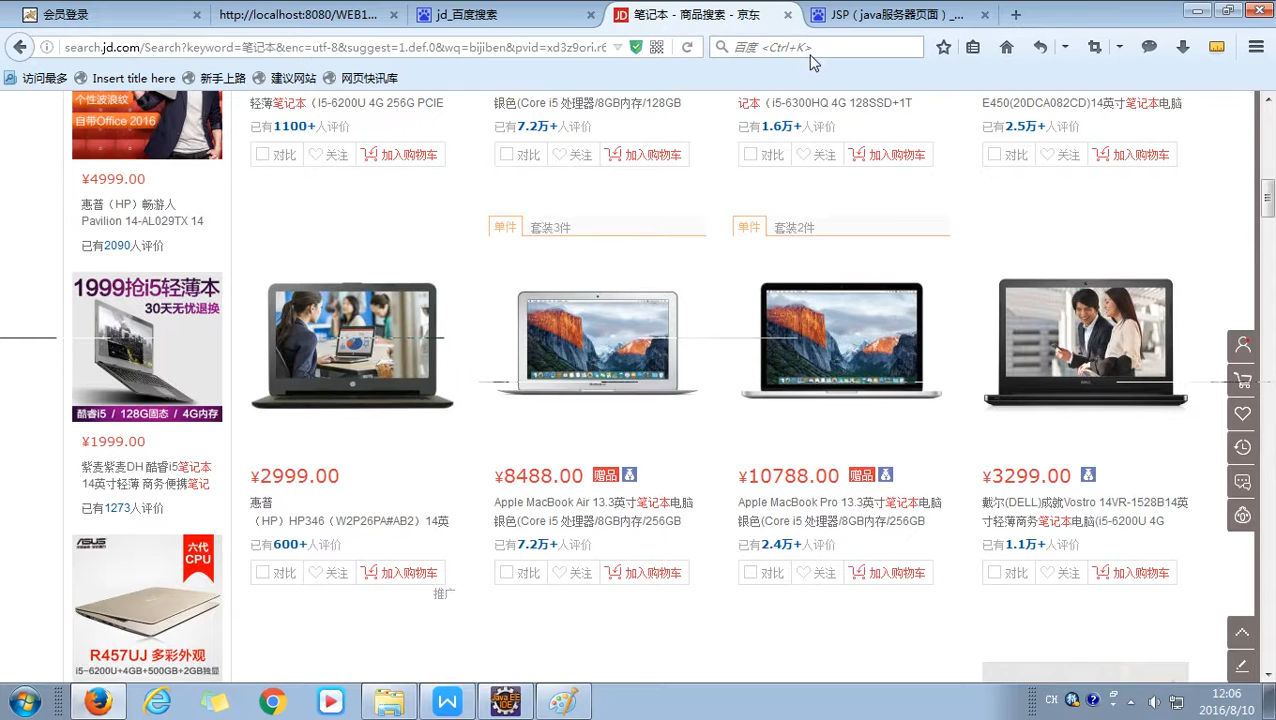 会员登录
http://localhost:8080/WEB1...
jd_百度搜索
JD 笔记本 - 商品搜索 - 京东
JSP（java服务器页面）_...
search.jd.com/Search?keyword=笔记本&enc=utf-8&suggest=1.def.0&wq=bijiben&pvid=
百度 <Ctrl+K>
访问最多
Insert title here
新手上路
建议网站
网页快讯库
个性波浪纹
自带Office 2016
¥4999.00
惠普（HP）畅游人
Pavilion 14-AL029TX 14
已有2090人评价
1999抢i5轻薄本
30天无忧退换
酷睿i5 / 128G固态 / 4G内存
¥1999.00
紫麦紫麦DH 酷睿i5笔记本
14英寸轻薄 商务便携笔记
已有1273人评价
ASUS
六代
CPU
R457UJ 多彩外观
i5-6200U+4GB+500GB+2GB独显
轻薄笔记本（I5-6200U 4G 256G PCIE
银色(Core i5 处理器/8GB内存/128GB
记本（i5-6300HQ 4G 128SSD+1T
E450(20DCA082CD)14英寸笔记本电脑
已有1100+人评价
已有7.2万+人评价
已有1.6万+人评价
已有2.5万+人评价
对比 关注 加入购物车
对比 关注 加入购物车
对比 关注 加入购物车
对比 关注 加入购物车
单件 套装3件
单件 套装2件
¥2999.00
¥8488.00 赠品
¥10788.00 赠品
¥3299.00
惠普
（HP）HP346（W2P26PA#AB2）14英
已有600+人评价
Apple MacBook Air 13.3英寸笔记本电脑
银色(Core i5 处理器/8GB内存/256GB
已有7.2万+人评价
Apple MacBook Pro 13.3英寸笔记本电脑
银色(Core i5 处理器/8GB内存/256GB
已有2.4万+人评价
戴尔(DELL)成就Vostro 14VR-1528B14英
寸轻薄商务笔记本电脑(i5-6200U 4G
已有1.1万+人评价
对比 关注 加入购物车
对比 关注 加入购物车
对比 关注 加入购物车
对比 关注 加入购物车
推广
Java EE
IDE
CH
12:06
2016/8/10